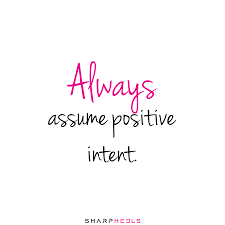 Always
assume positive
intent.
SHARPHEELS